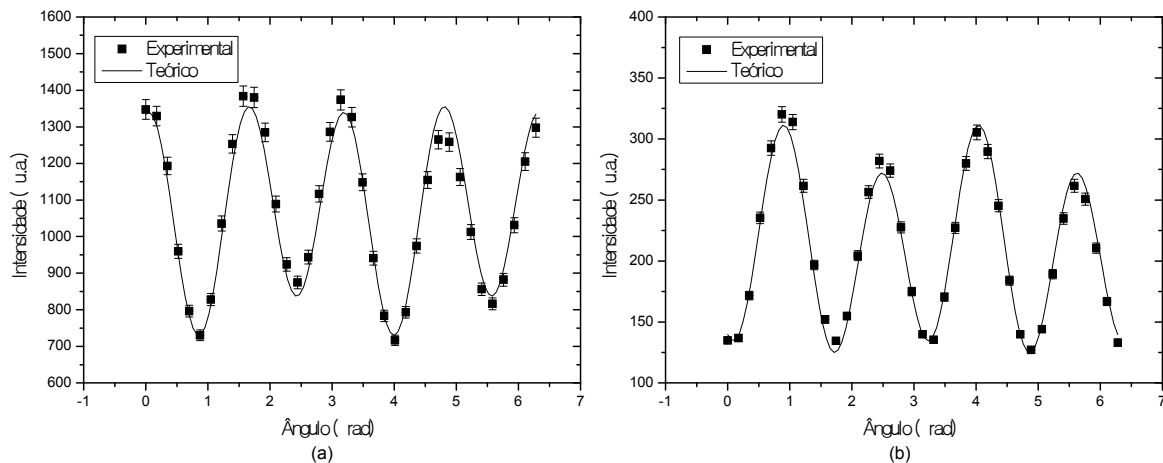 1600
1500
1400
1300
1200
1100
1000
900
800
700
600
Intensidade ( u.a.)
Experimental
Teórico
-1 0 1 2 3 4 5 6 7
Ângulo ( rad)
(a)
400
350
300
250
200
150
100
Intensidade ( u.a.)
Experimental
Teórico
-1 0 1 2 3 4 5 6 7
Ângulo ( rad)
(b)